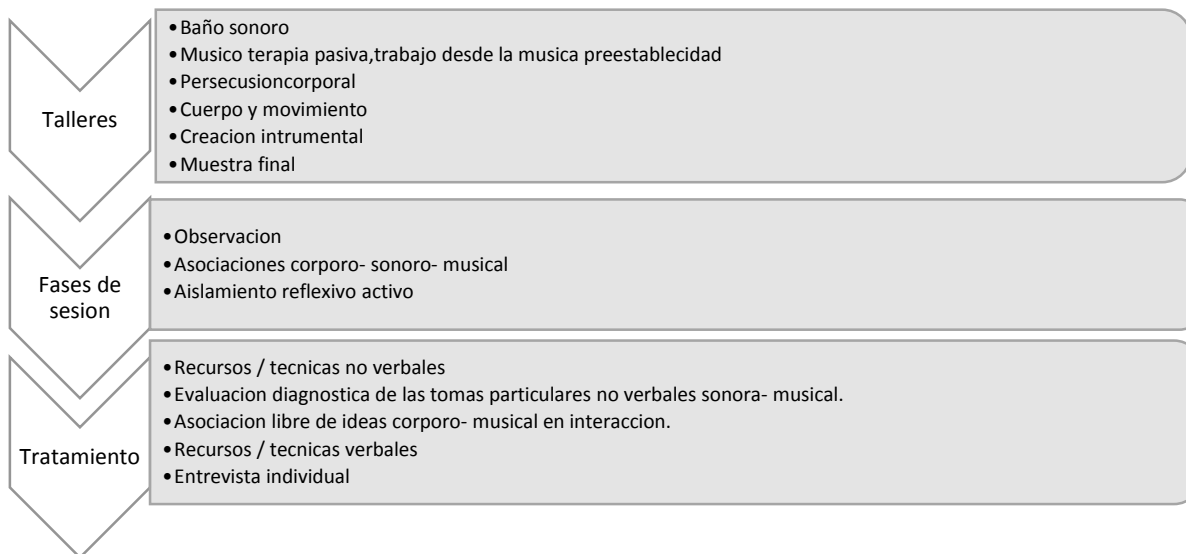 Talleres
•Baño sonoro
•Musico terapia pasiva,trabajo desde la musica preestablecidad
•Persecusioncorporal
•Cuerpo y movimiento
•Creacion intrumental
•Muestra final
Fases de
sesion
•Observacion
•Asociaciones corporo- sonoro- musical
•Aislamiento reflexivo activo
Tratamiento
•Recursos / tecnicas no verbales
•Evaluacion diagnostica de las tomas particulares no verbales sonora- musical.
•Asociacion libre de ideas corporo- musical en interaccion.
•Recursos / tecnicas verbales
•Entrevista individual